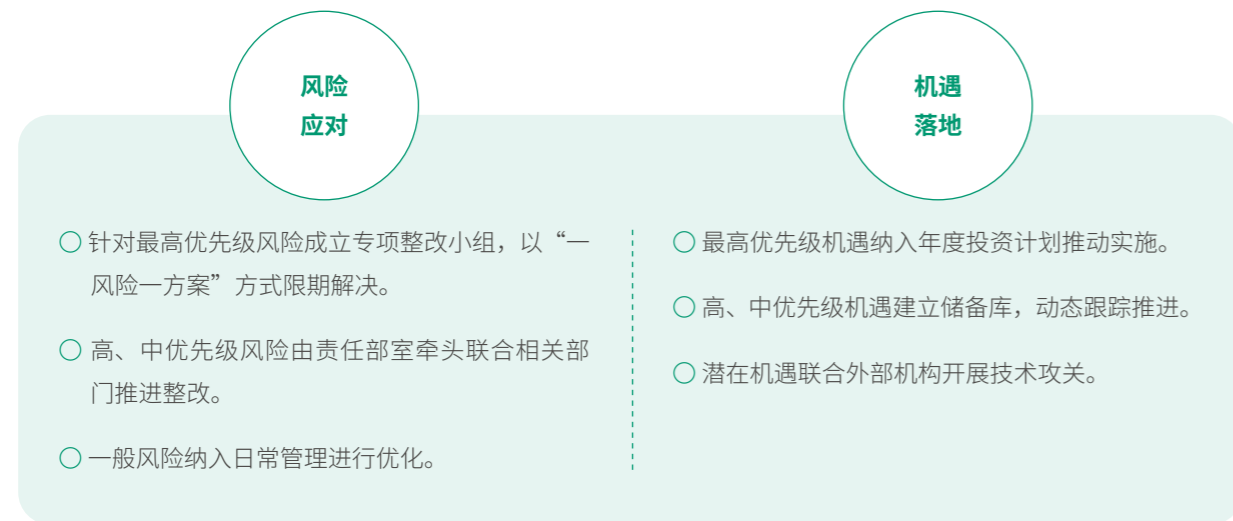 风险
应对
○ 针对最高优先级风险成立专项整改小组，以“一
风险一方案”方式限期解决。
○ 高、中优先级风险由责任部室牵头联合相关部
门推进整改。
○ 一般风险纳入日常管理进行优化。
机遇
落地
○ 最高优先级机遇纳入年度投资计划推动实施。
○ 高、中优先级机遇建立储备库，动态跟踪推进。
○ 潜在机遇联合外部机构开展技术攻关。